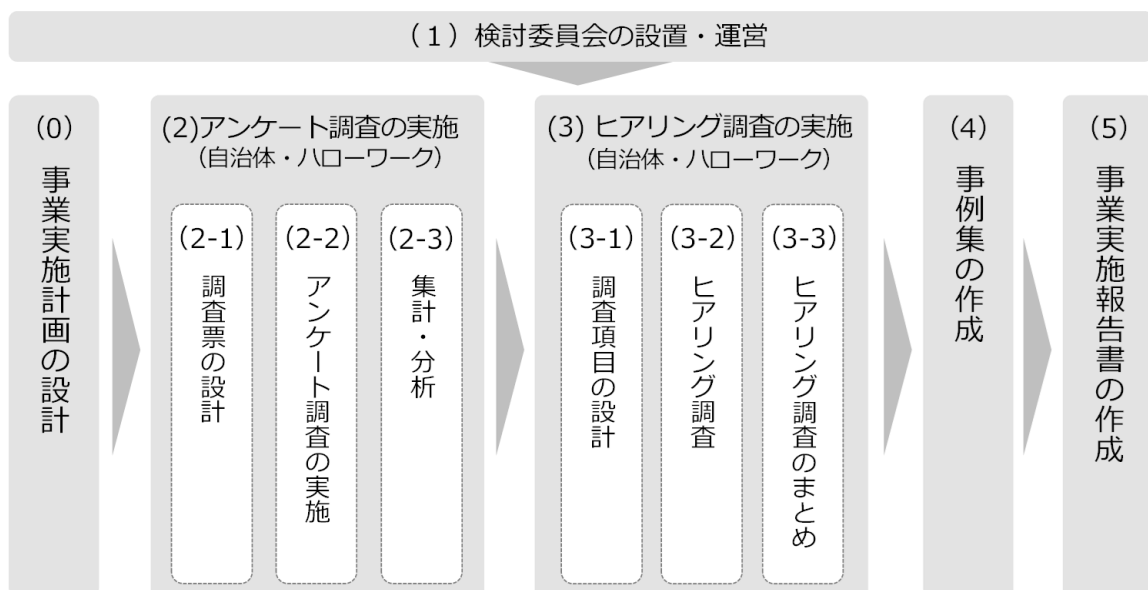 （１）検討委員会の設置・運営
(0)
事業実施計画の設計
(2)アンケート調査の実施
（自治体・ハローワーク）
(2-1)
調査票の設計
(2-2)
アンケート調査の実施
(2-3)
集計・分析
(3) ヒアリング調査の実施
（自治体・ハローワーク）
(3-1)
調査項目の設計
(3-2)
ヒアリング調査
(3-3)
ヒアリング調査のまとめ
(4)
事例集の作成
(5)
事業実施報告書の作成